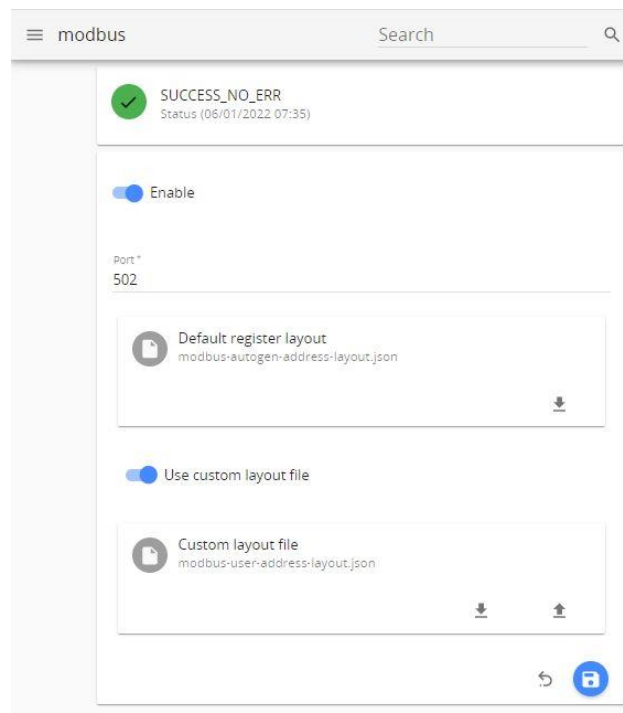 modbus
Search
SUCCESS_NO_ERR
Status (06/01/2022 07:35)
Enable
Port *
502
Default register layout
modbus-autogen-address-layout.json
Use custom layout file
Custom layout file
modbus-user-address-layout.json